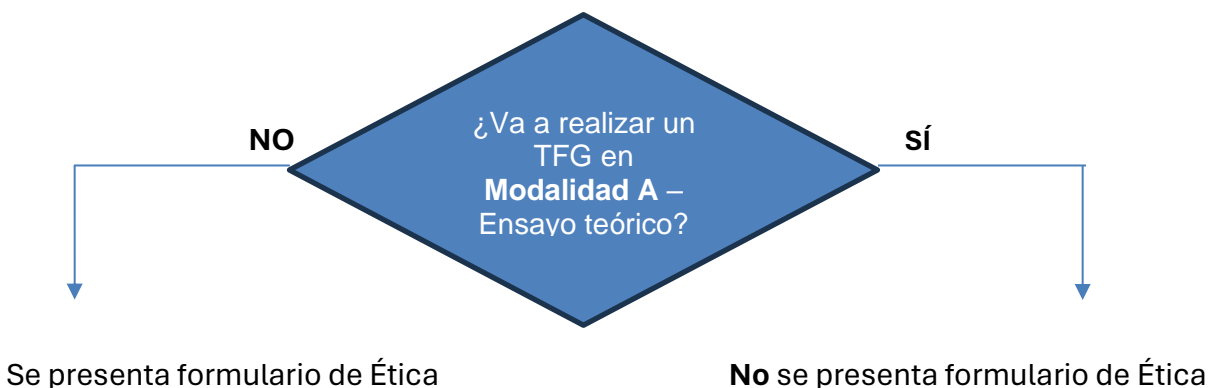 ¿Va a realizar un
TFG en
Modalidad A –
Ensayo teórico?
NO
SÍ
Se presenta formulario de Ética
No se presenta formulario de Ética